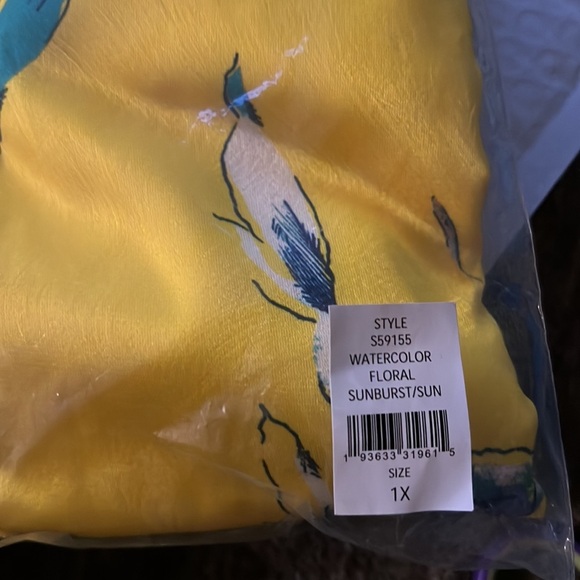 STYLE
S59155
WATERCOLOR
FLORAL
SUNBURST/SUN
1 93633 31961 5
SIZE
1X